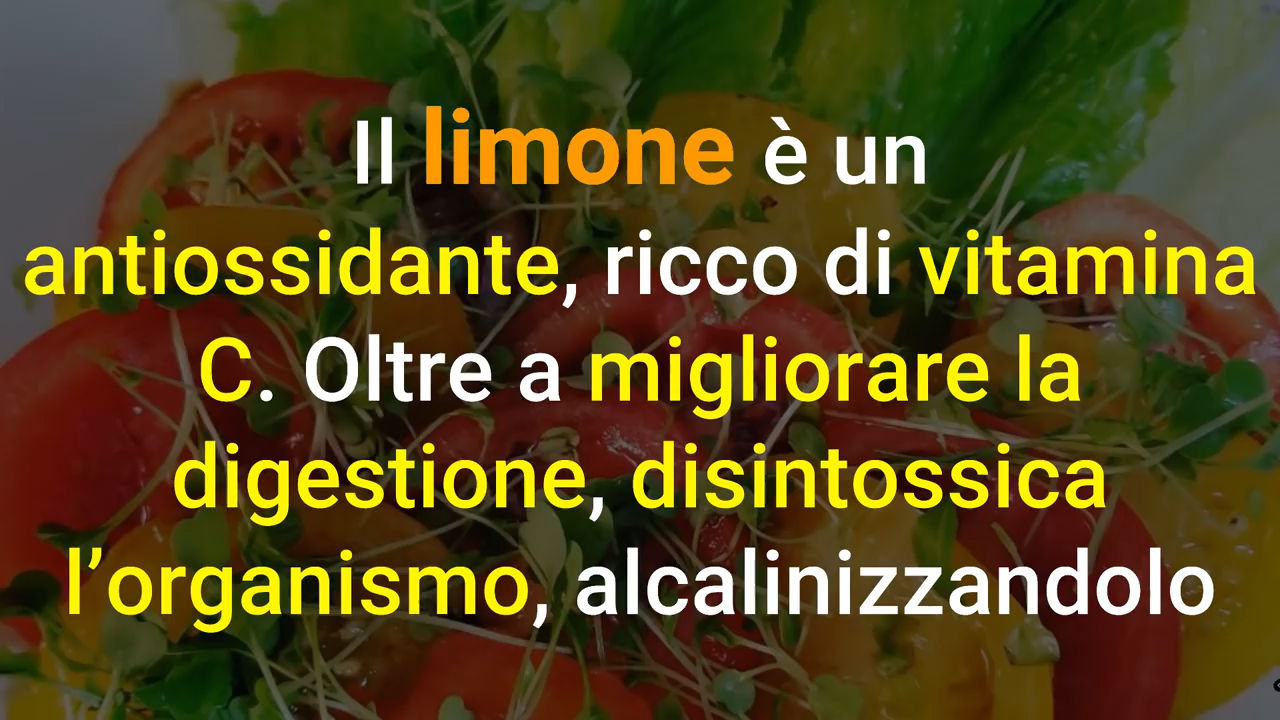 Il limone è un
antiossidante, ricco di vitamina
C. Oltre a migliorare la
digestione, disintossica
l’organismo, alcalinizzandolo